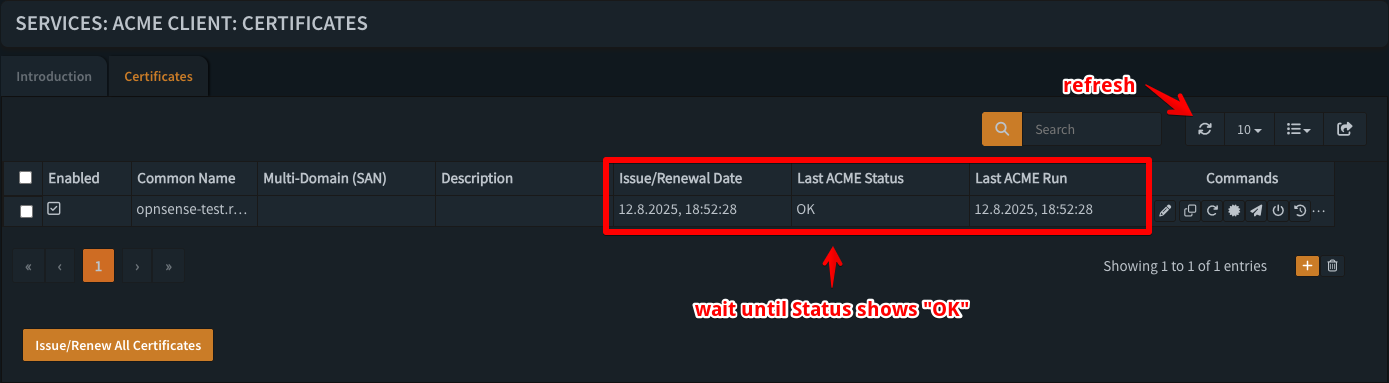 SERVICES: ACME CLIENT: CERTIFICATES
Introduction Certificates
refresh
Search 10
Enabled Common Name Multi-Domain (SAN) Description Issue/Renewal Date Last ACME Status Last ACME Run Commands
opnsense-test.r... 12.8.2025, 18:52:28 OK 12.8.2025, 18:52:28
« ‹ 1 › » Showing 1 to 1 of 1 entries
wait until Status shows "OK"
Issue/Renew All Certificates